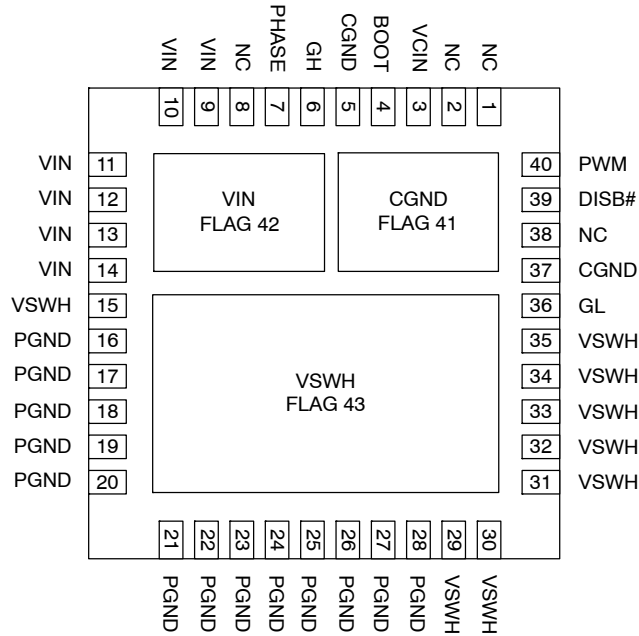 VIN
VIN
NC
PHASE
GH
CGND
BOOT
VCIN
NC
NC
10
9
8
7
6
5
4
3
2
1
VIN 11
VIN 12
VIN 13
VIN 14
VSWH 15
PGND 16
PGND 17
PGND 18
PGND 19
PGND 20
VIN
FLAG 42
CGND
FLAG 41
VSWH
FLAG 43
40 PWM
39 DISB#
38 NC
37 CGND
36 GL
35 VSWH
34 VSWH
33 VSWH
32 VSWH
31 VSWH
21
22
23
24
25
26
27
28
29
30
PGND
PGND
PGND
PGND
PGND
PGND
PGND
PGND
VSWH
VSWH